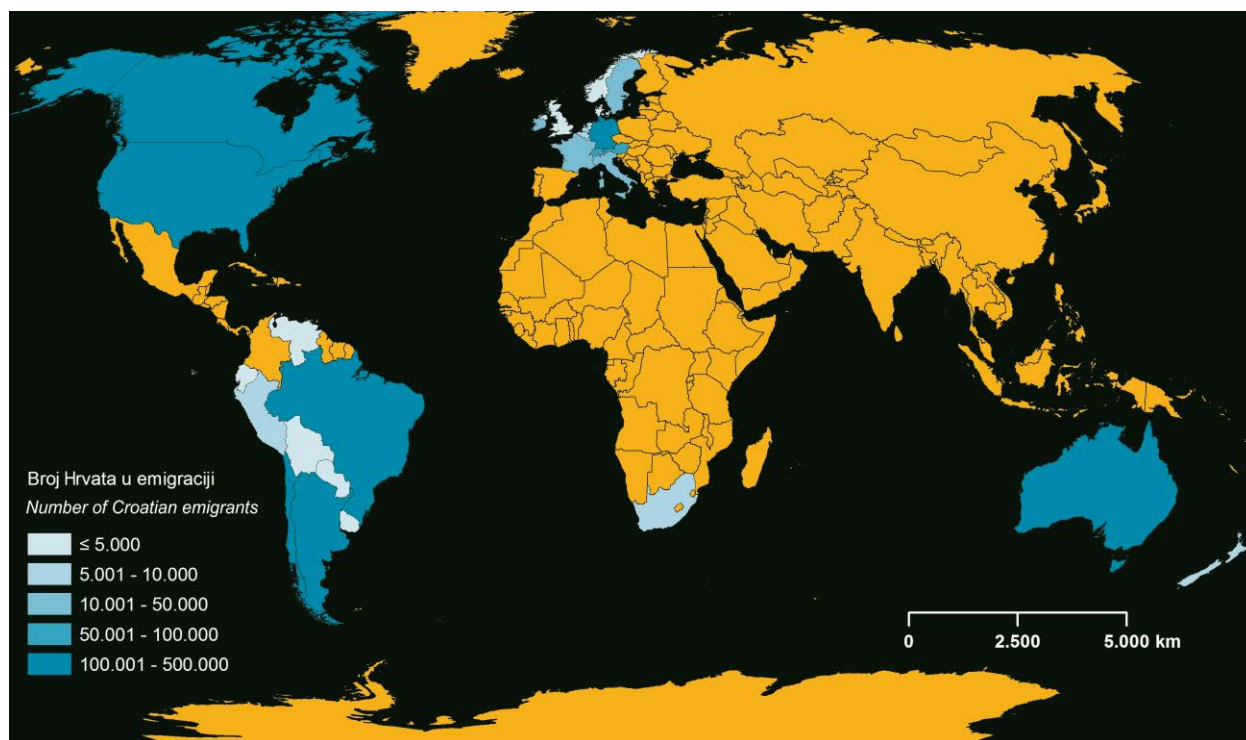 Broj Hrvata u emigraciji
Number of Croatian emigrants
≤ 5.000
5.001 - 10.000
10.001 - 50.000
50.001 - 100.000
100.001 - 500.000
0 2.500 5.000 km